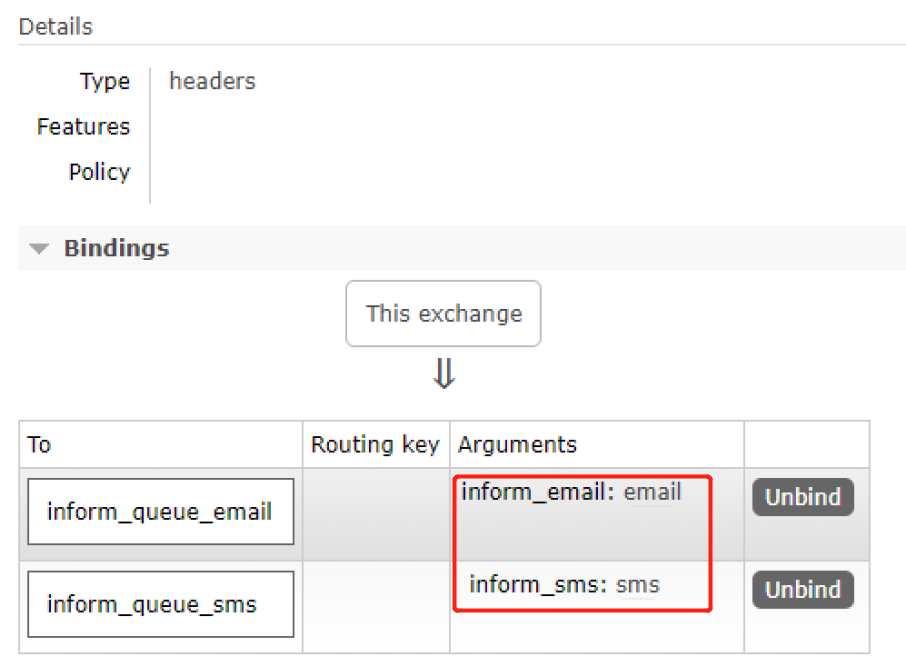 Details
Type headers
Features
Policy
Bindings
This exchange
To Routing key Arguments
inform_queue_email inform_email: email Unbind
inform_queue_sms inform_sms: sms Unbind